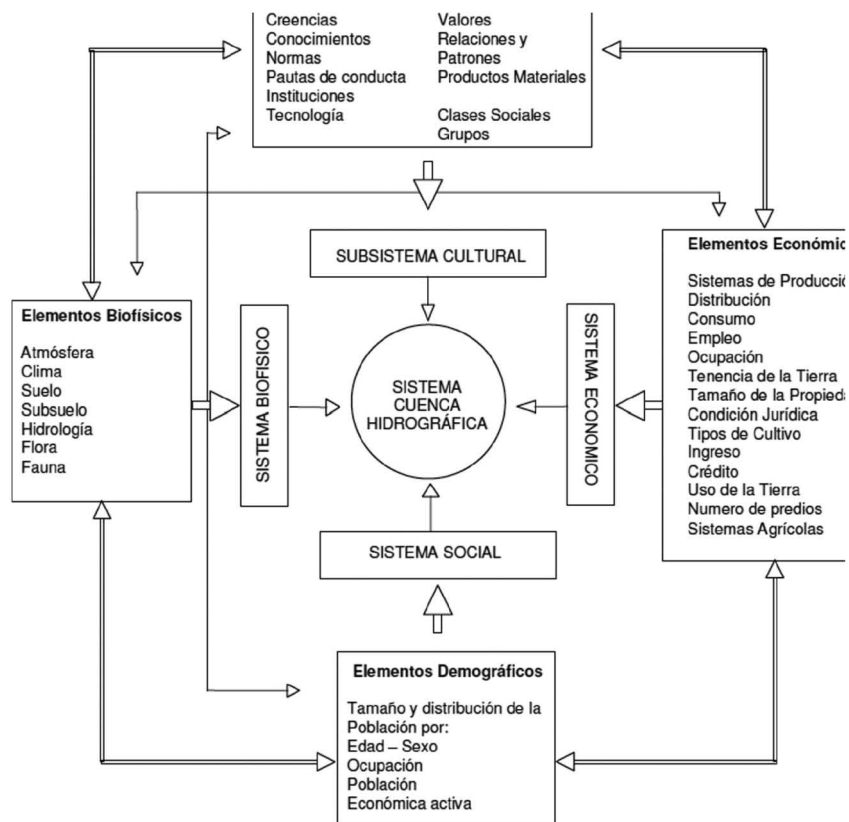 Creencias
Conocimientos
Normas
Pautas de conducta
Instituciones
Tecnología
Valores
Relaciones y
Patrones
Productos Materiales
Clases Sociales
Grupos
SUBSISTEMA CULTURAL
Elementos Biofísicos
Atmósfera
Clima
Suelo
Subsuelo
Hidrología
Flora
Fauna
SISTEMA BIOFISICO
SISTEMA
CUENCA
HIDROGRÁFICA
SISTEMA ECONOMICO
Elementos Económic
Sistemas de Producció
Distribución
Consumo
Empleo
Ocupación
Tenencia de la Tierra
Tamaño de la Propieda
Condición Jurídica
Tipos de Cultivo
Ingreso
Crédito
Uso de la Tierra
Numero de predios
Sistemas Agrícolas
SISTEMA SOCIAL
Elementos Demográficos
Tamaño y distribución de la
Población por:
Edad – Sexo
Ocupación
Población
Económica activa